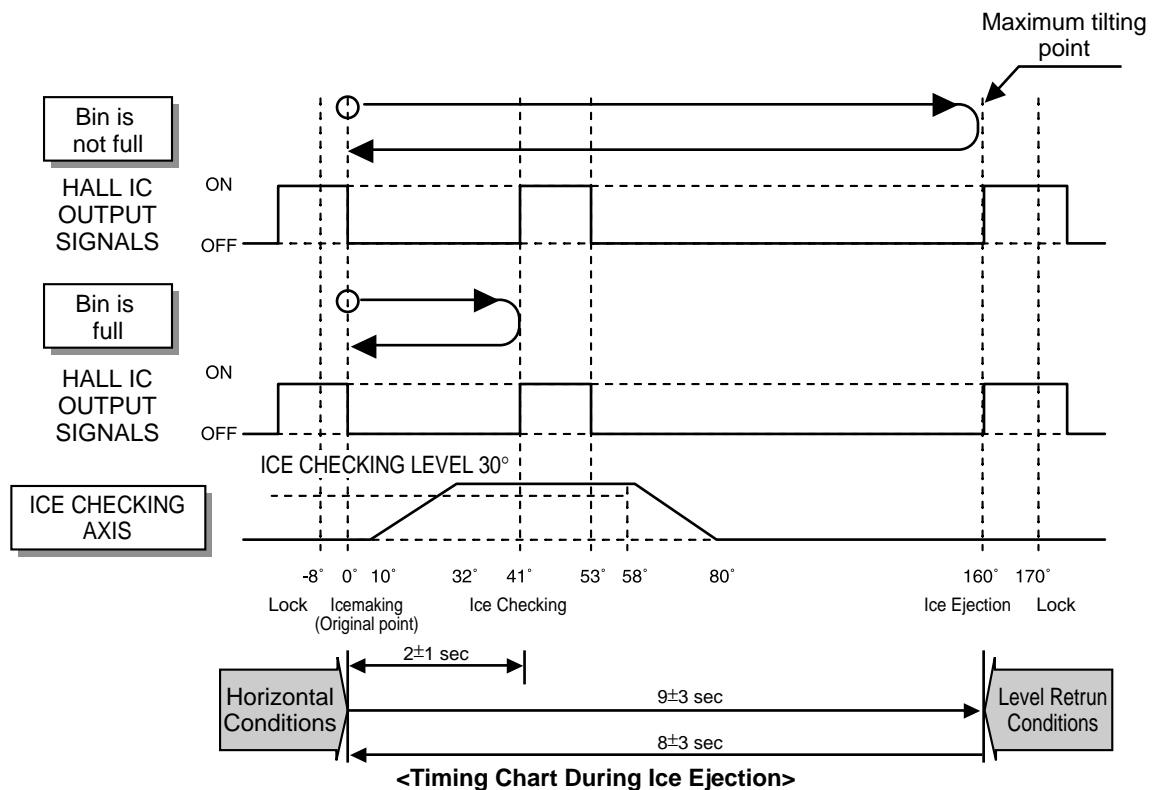 Maximum tilting
point
Bin is
not full
HALL IC
OUTPUT
SIGNALS
ON
OFF
Bin is
full
HALL IC
OUTPUT
SIGNALS
ON
OFF
ICE CHECKING LEVEL 30°
ICE CHECKING
AXIS
-8° 0° 10° 32° 41° 53° 58° 80° 160° 170°
Lock Icemaking Ice Checking Ice Ejection Lock
(Original point)
2±1 sec
Horizontal
Conditions
9±3 sec
Level Retrun
Conditions
8±3 sec
<Timing Chart During Ice Ejection>